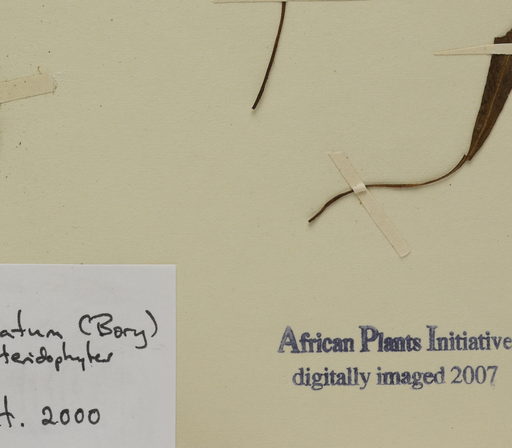 atum (Bory)
teridophyter
t. 2000
African Plants Initiative
digitally imaged 2007